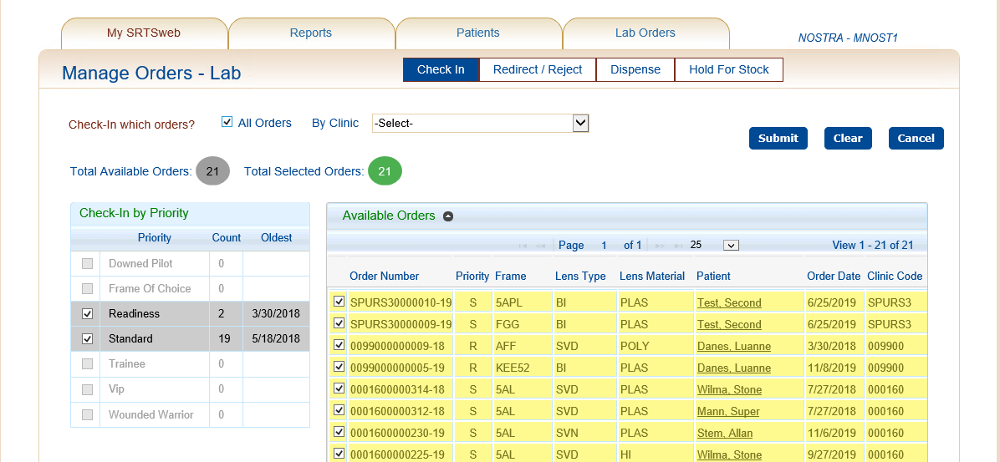 My SRTSweb Reports Patients Lab Orders NOSTRA - MNOST1
Manage Orders - Lab Check In Redirect / Reject Dispense Hold For Stock
Check-In which orders? All Orders By Clinic -Select-
Submit Clear Cancel
Total Available Orders: 21 Total Selected Orders: 21
Check-In by Priority
Priority Count Oldest
Downed Pilot 0
Frame Of Choice 0
Readiness 2 3/30/2018
Standard 19 5/18/2018
Trainee 0
Vip 0
Wounded Warrior 0
Available Orders
Page 1 of 1 25 View 1 - 21 of 21
Order Number Priority Frame Lens Type Lens Material Patient Order Date Clinic Code
SPURS30000010-19 S 5APL BI PLAS Test, Second 6/25/2019 SPURS3
SPURS30000009-19 S FGG BI PLAS Test, Second 6/25/2019 SPURS3
0099000000009-18 R AFF SVD POLY Danes, Luanne 3/30/2018 009900
0099000000005-19 R KEE52 BI PLAS Danes, Luanne 11/8/2019 009900
0001600000314-18 S 5AL SVD PLAS Wilma, Stone 7/27/2018 000160
0001600000312-18 S 5AL SVD PLAS Mann, Super 7/27/2018 000160
0001600000230-19 S 5AL SVN PLAS Stem, Allan 11/6/2019 000160
0001600000225-19 S 5AL SVD HI Wilma, Stone 9/27/2019 000160